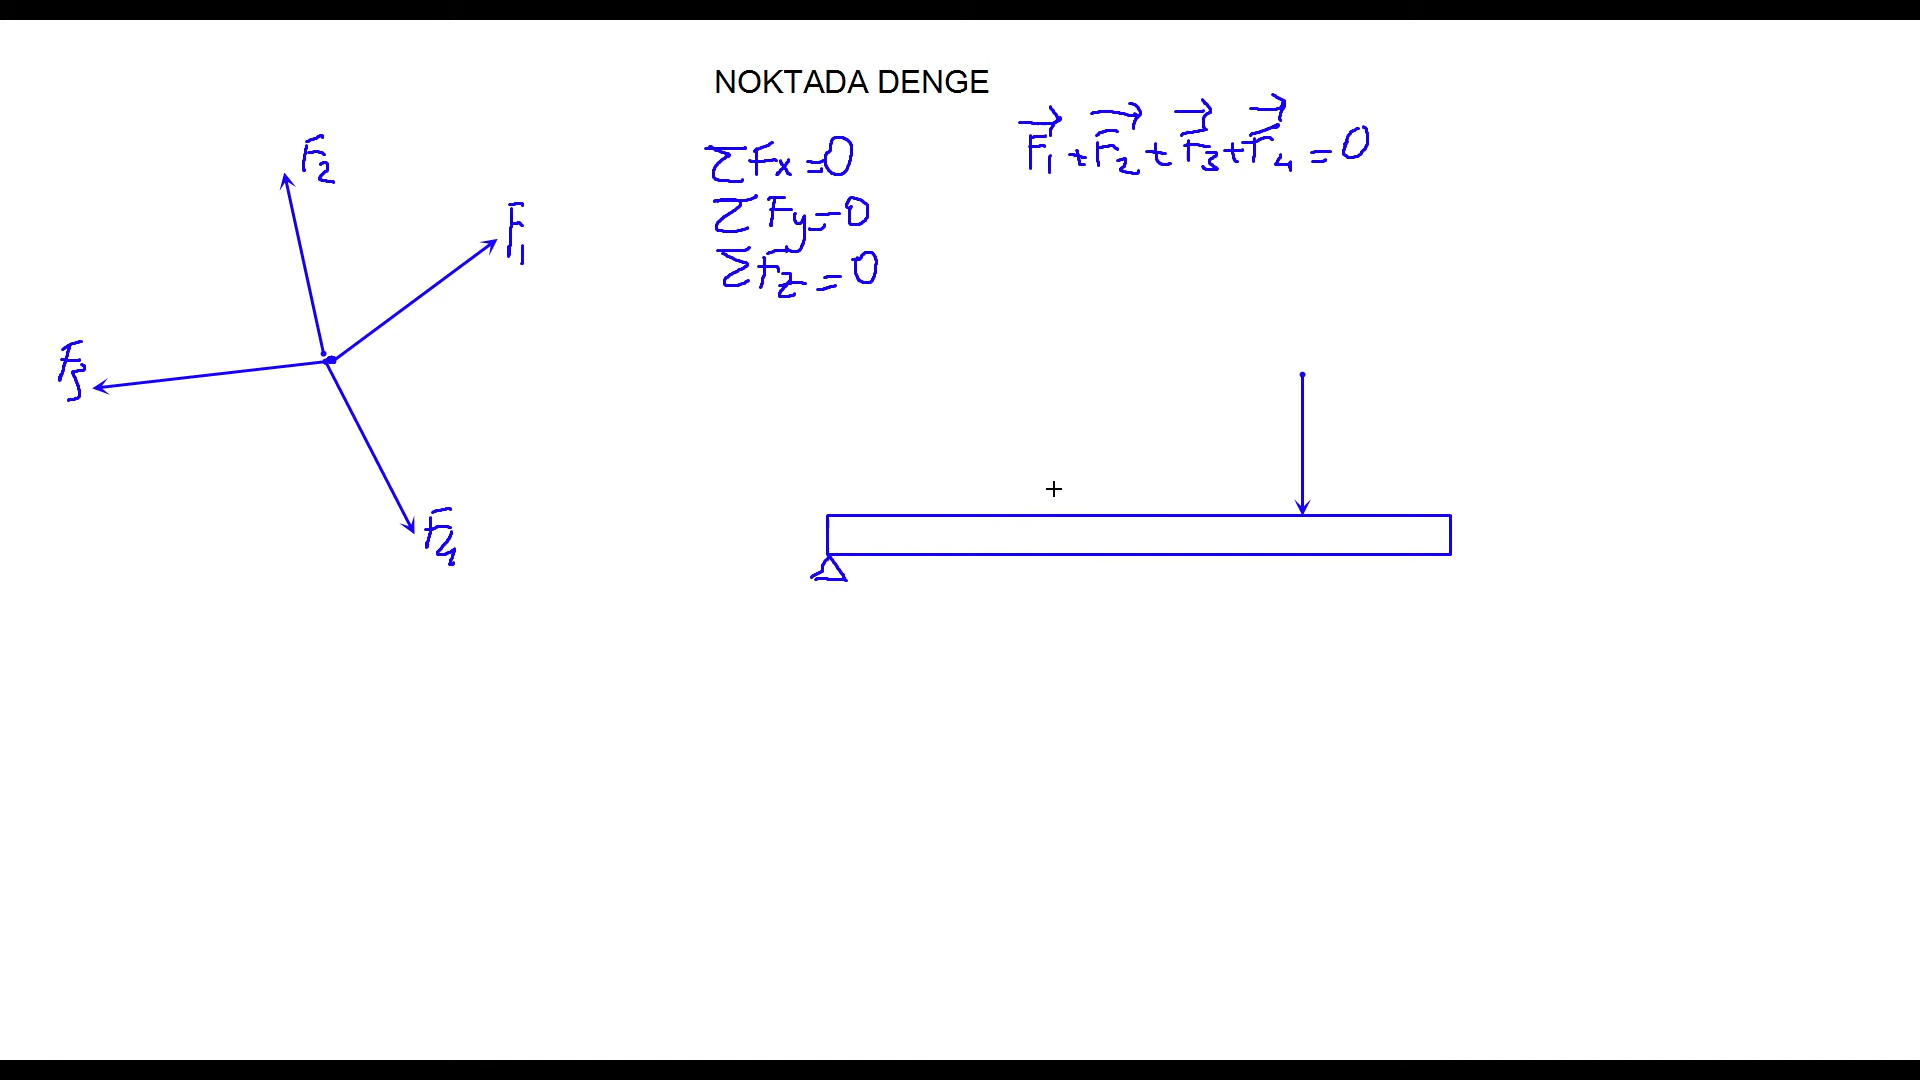 NOKTADA DENGE
ΣFx=0
ΣFy=0
ΣFz=0
F₁+F₂+F₃+F₄=0
F₂
F₁
F₃
F₄